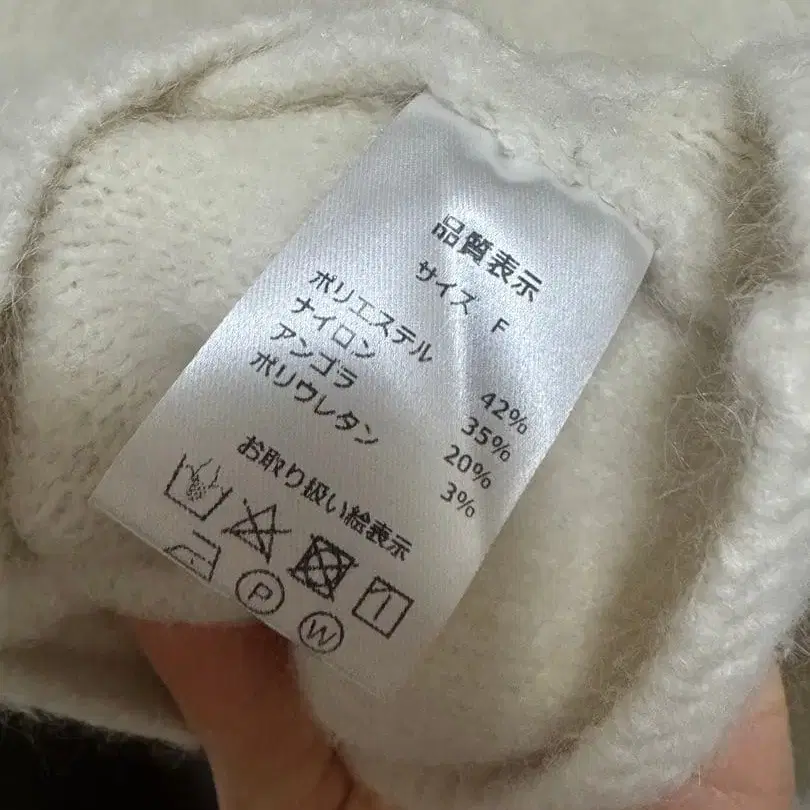 品質表示
サイズ F
ポリエステル 42%
ナイロン 35%
アンゴラ 20%
ポリウレタン 3%
お取り扱い絵表示
P W